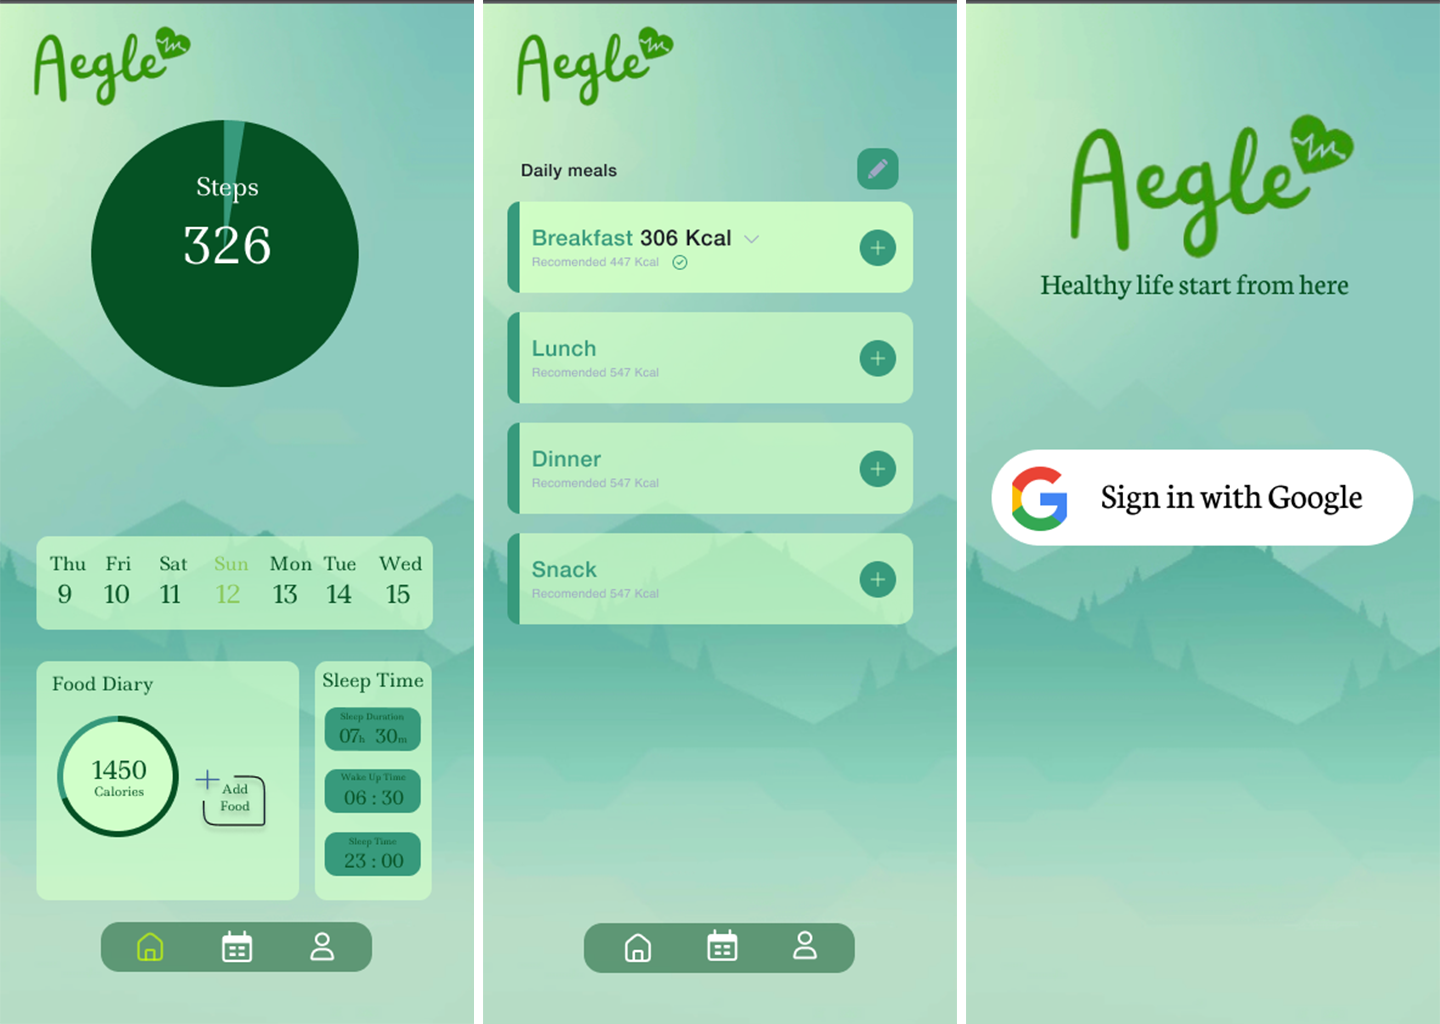 Aegle
Steps
326
Thu Fri Sat Sun Mon Tue Wed
9 10 11 12 13 14 15
Food Diary
1450
Calories
Add
Food
Sleep Time
Sleep Duration
07h 30m
Wake Up Time
06 : 30
Sleep Time
23 : 00
Aegle
Daily meals
Breakfast 306 Kcal
Recomended 447 Kcal
Lunch
Recomended 547 Kcal
Dinner
Recomended 547 Kcal
Snack
Recomended 547 Kcal
Aegle
Healthy life start from here
Sign in with Google